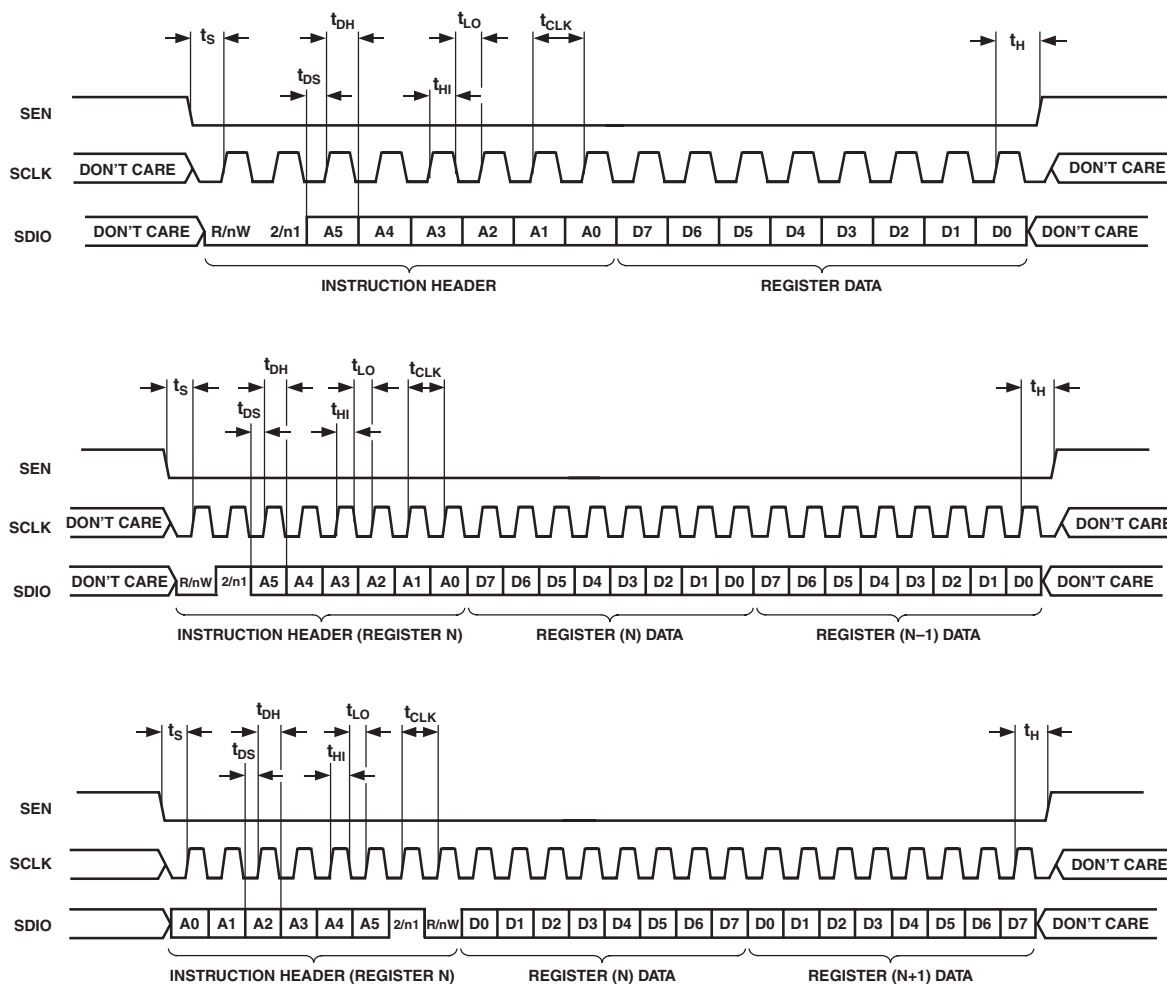 tS tDH tLO tCLK tH
tDS tHI
SEN
SCLK DON'T CARE DON'T CARE
SDIO DON'T CARE R/nW 2/n1 A5 A4 A3 A2 A1 A0 D7 D6 D5 D4 D3 D2 D1 D0 DON'T CARE
INSTRUCTION HEADER REGISTER DATA
tS tDH tLO tCLK tH
tDS tHI
SEN
SCLK DON'T CARE DON'T CARE
SDIO DON'T CARE R/nW 2/n1 A5 A4 A3 A2 A1 A0 D7 D6 D5 D4 D3 D2 D1 D0 D7 D6 D5 D4 D3 D2 D1 D0 DON'T CARE
INSTRUCTION HEADER (REGISTER N) REGISTER (N) DATA REGISTER (N–1) DATA
tS tDH tLO tCLK tH
tDS tHI
SEN
SCLK DON'T CARE
SDIO A0 A1 A2 A3 A4 A5 2/n1 R/nW D0 D1 D2 D3 D4 D5 D6 D7 D0 D1 D2 D3 D4 D5 D6 D7 DON'T CARE
INSTRUCTION HEADER (REGISTER N) REGISTER (N) DATA REGISTER (N+1) DATA